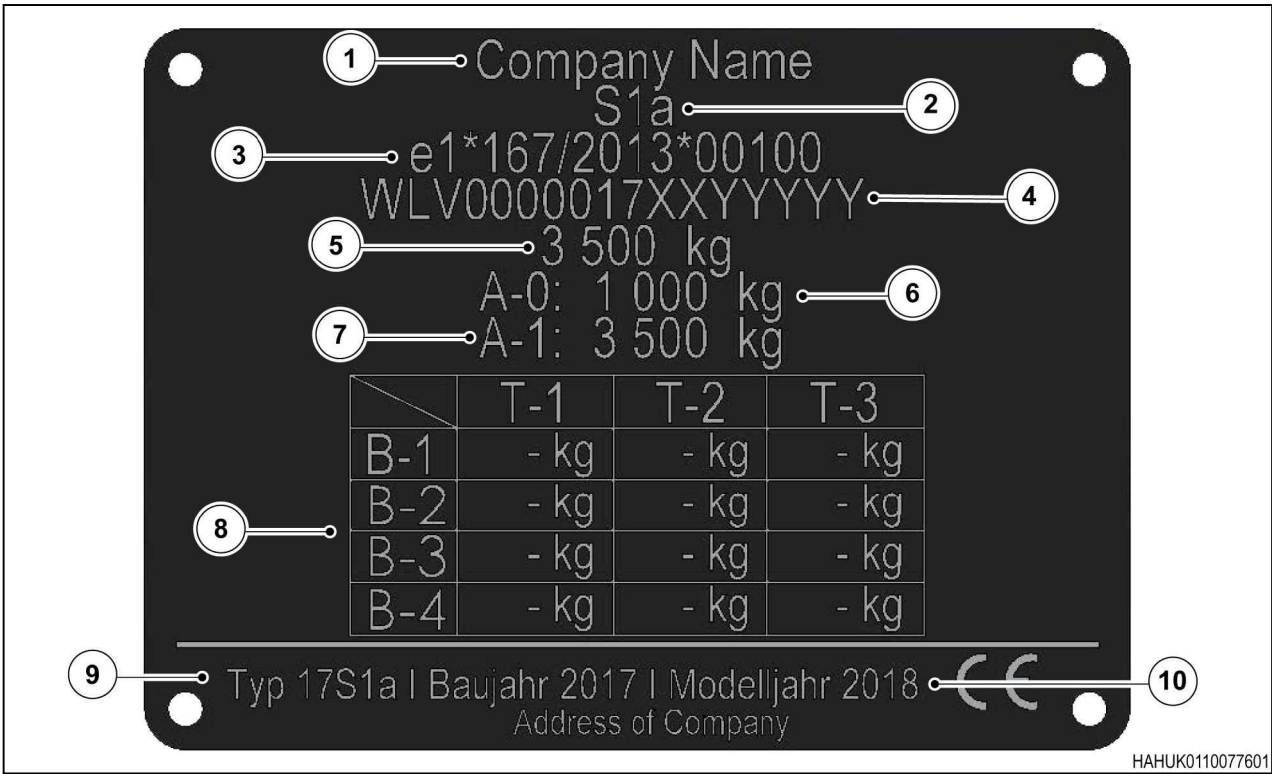 1 Company Name
S1a 2
3 e1*167/2013*00100
WLV0000017XXYYYYY 4
5 3 500 kg
A-0: 1 000 kg 6
7 A-1: 3 500 kg
T-1 T-2 T-3
B-1 - kg - kg - kg
B-2 - kg - kg - kg
8
B-3 - kg - kg - kg
B-4 - kg - kg - kg
9 Typ 17S1a I Baujahr 2017 I Modelljahr 2018 CE 10
Address of Company
HAHUK0110077601